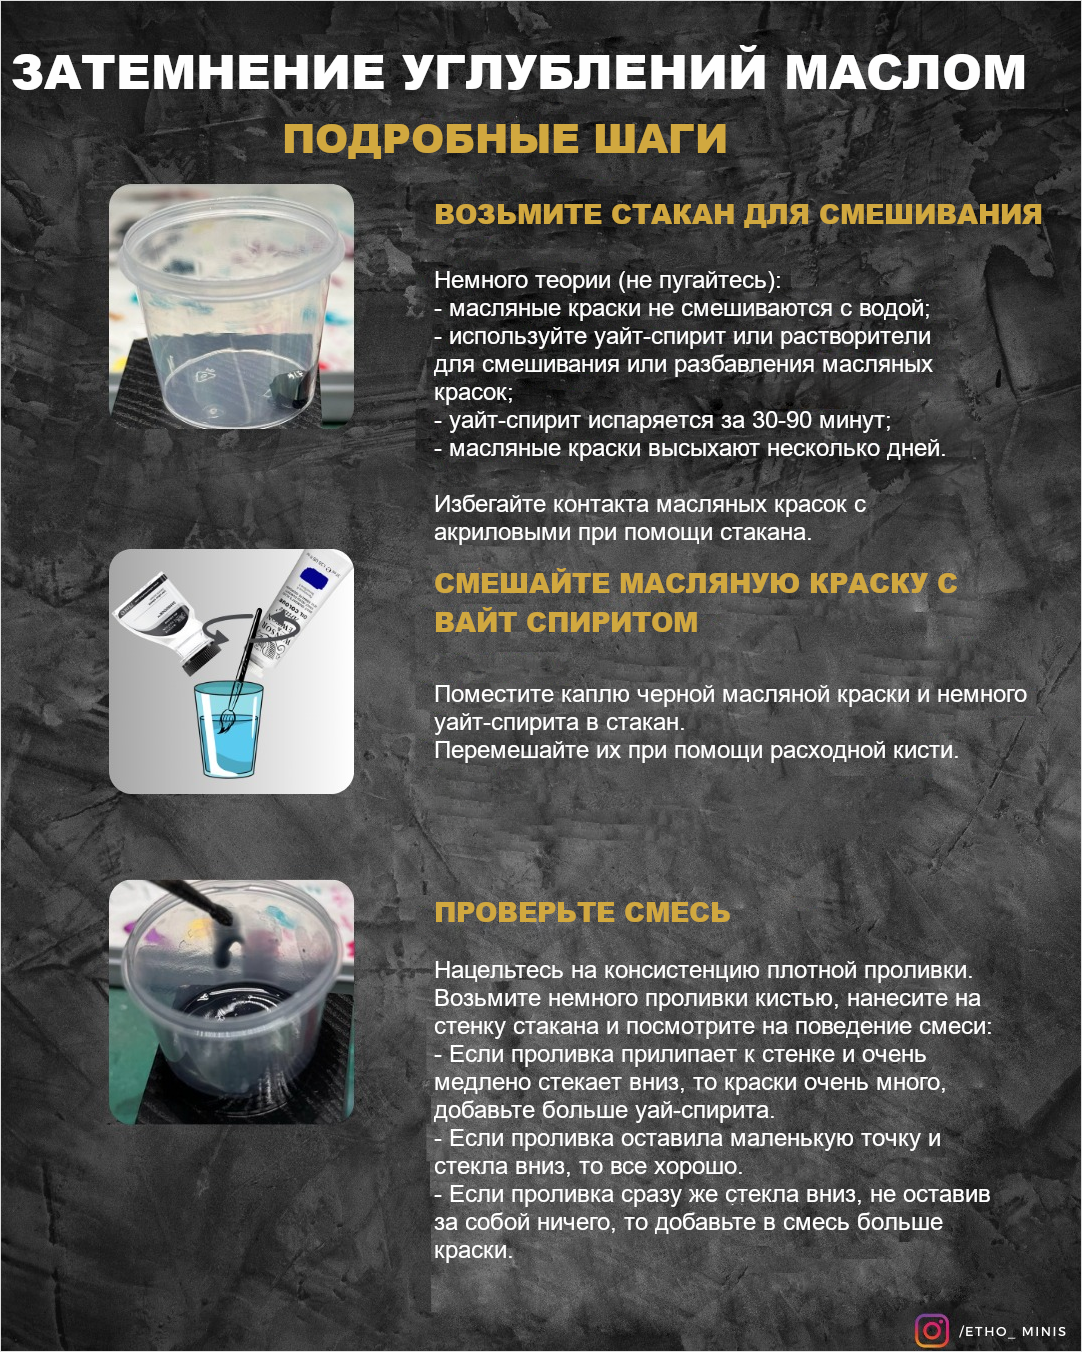 ЗАТЕМНЕНИЕ УГЛУБЛЕНИЙ МАСЛОМ
ПОДРОБНЫЕ ШАГИ
ВОЗЬМИТЕ СТАКАН ДЛЯ СМЕШИВАНИЯ
Немного теории (не пугайтесь):
- масляные краски не смешиваются с водой;
- используйте уайт-спирит или растворители
для смешивания или разбавления масляных
красок;
- уайт-спирит испаряется за 30-90 минут;
- масляные краски высыхают несколько дней.
Избегайте контакта масляных красок с
акриловыми при помощи стакана.
СМЕШАЙТЕ МАСЛЯНУЮ КРАСКУ С
ВАЙТ СПИРИТОМ
Поместите каплю черной масляной краски и немного
уайт-спирита в стакан.
Перемешайте их при помощи расходной кисти.
ПРОВЕРЬТЕ СМЕСЬ
Нацельтесь на консистенцию плотной проливки.
Возьмите немного проливки кистью, нанесите на
стенку стакана и посмотрите на поведение смеси:
- Если проливка прилипает к стенке и очень
медлено стекает вниз, то краски очень много,
добавьте больше уай-спирита.
- Если проливка оставила маленькую точку и
стекла вниз, то все хорошо.
- Если проливка сразу же стекла вниз, не оставив
за собой ничего, то добавьте в смесь больше
краски.
/ETHO_ MINIS